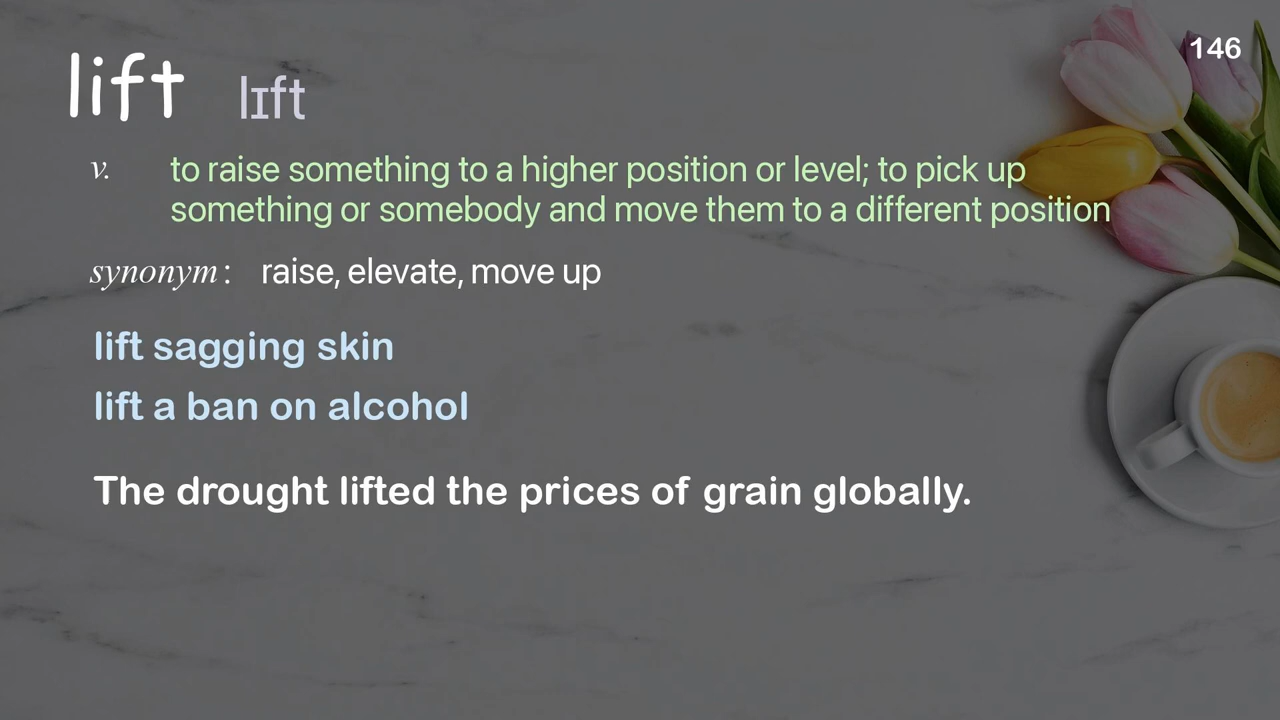 146
lift lɪft
v. to raise something to a higher position or level; to pick up
something or somebody and move them to a different position
synonym: raise, elevate, move up
lift sagging skin
lift a ban on alcohol
The drought lifted the prices of grain globally.